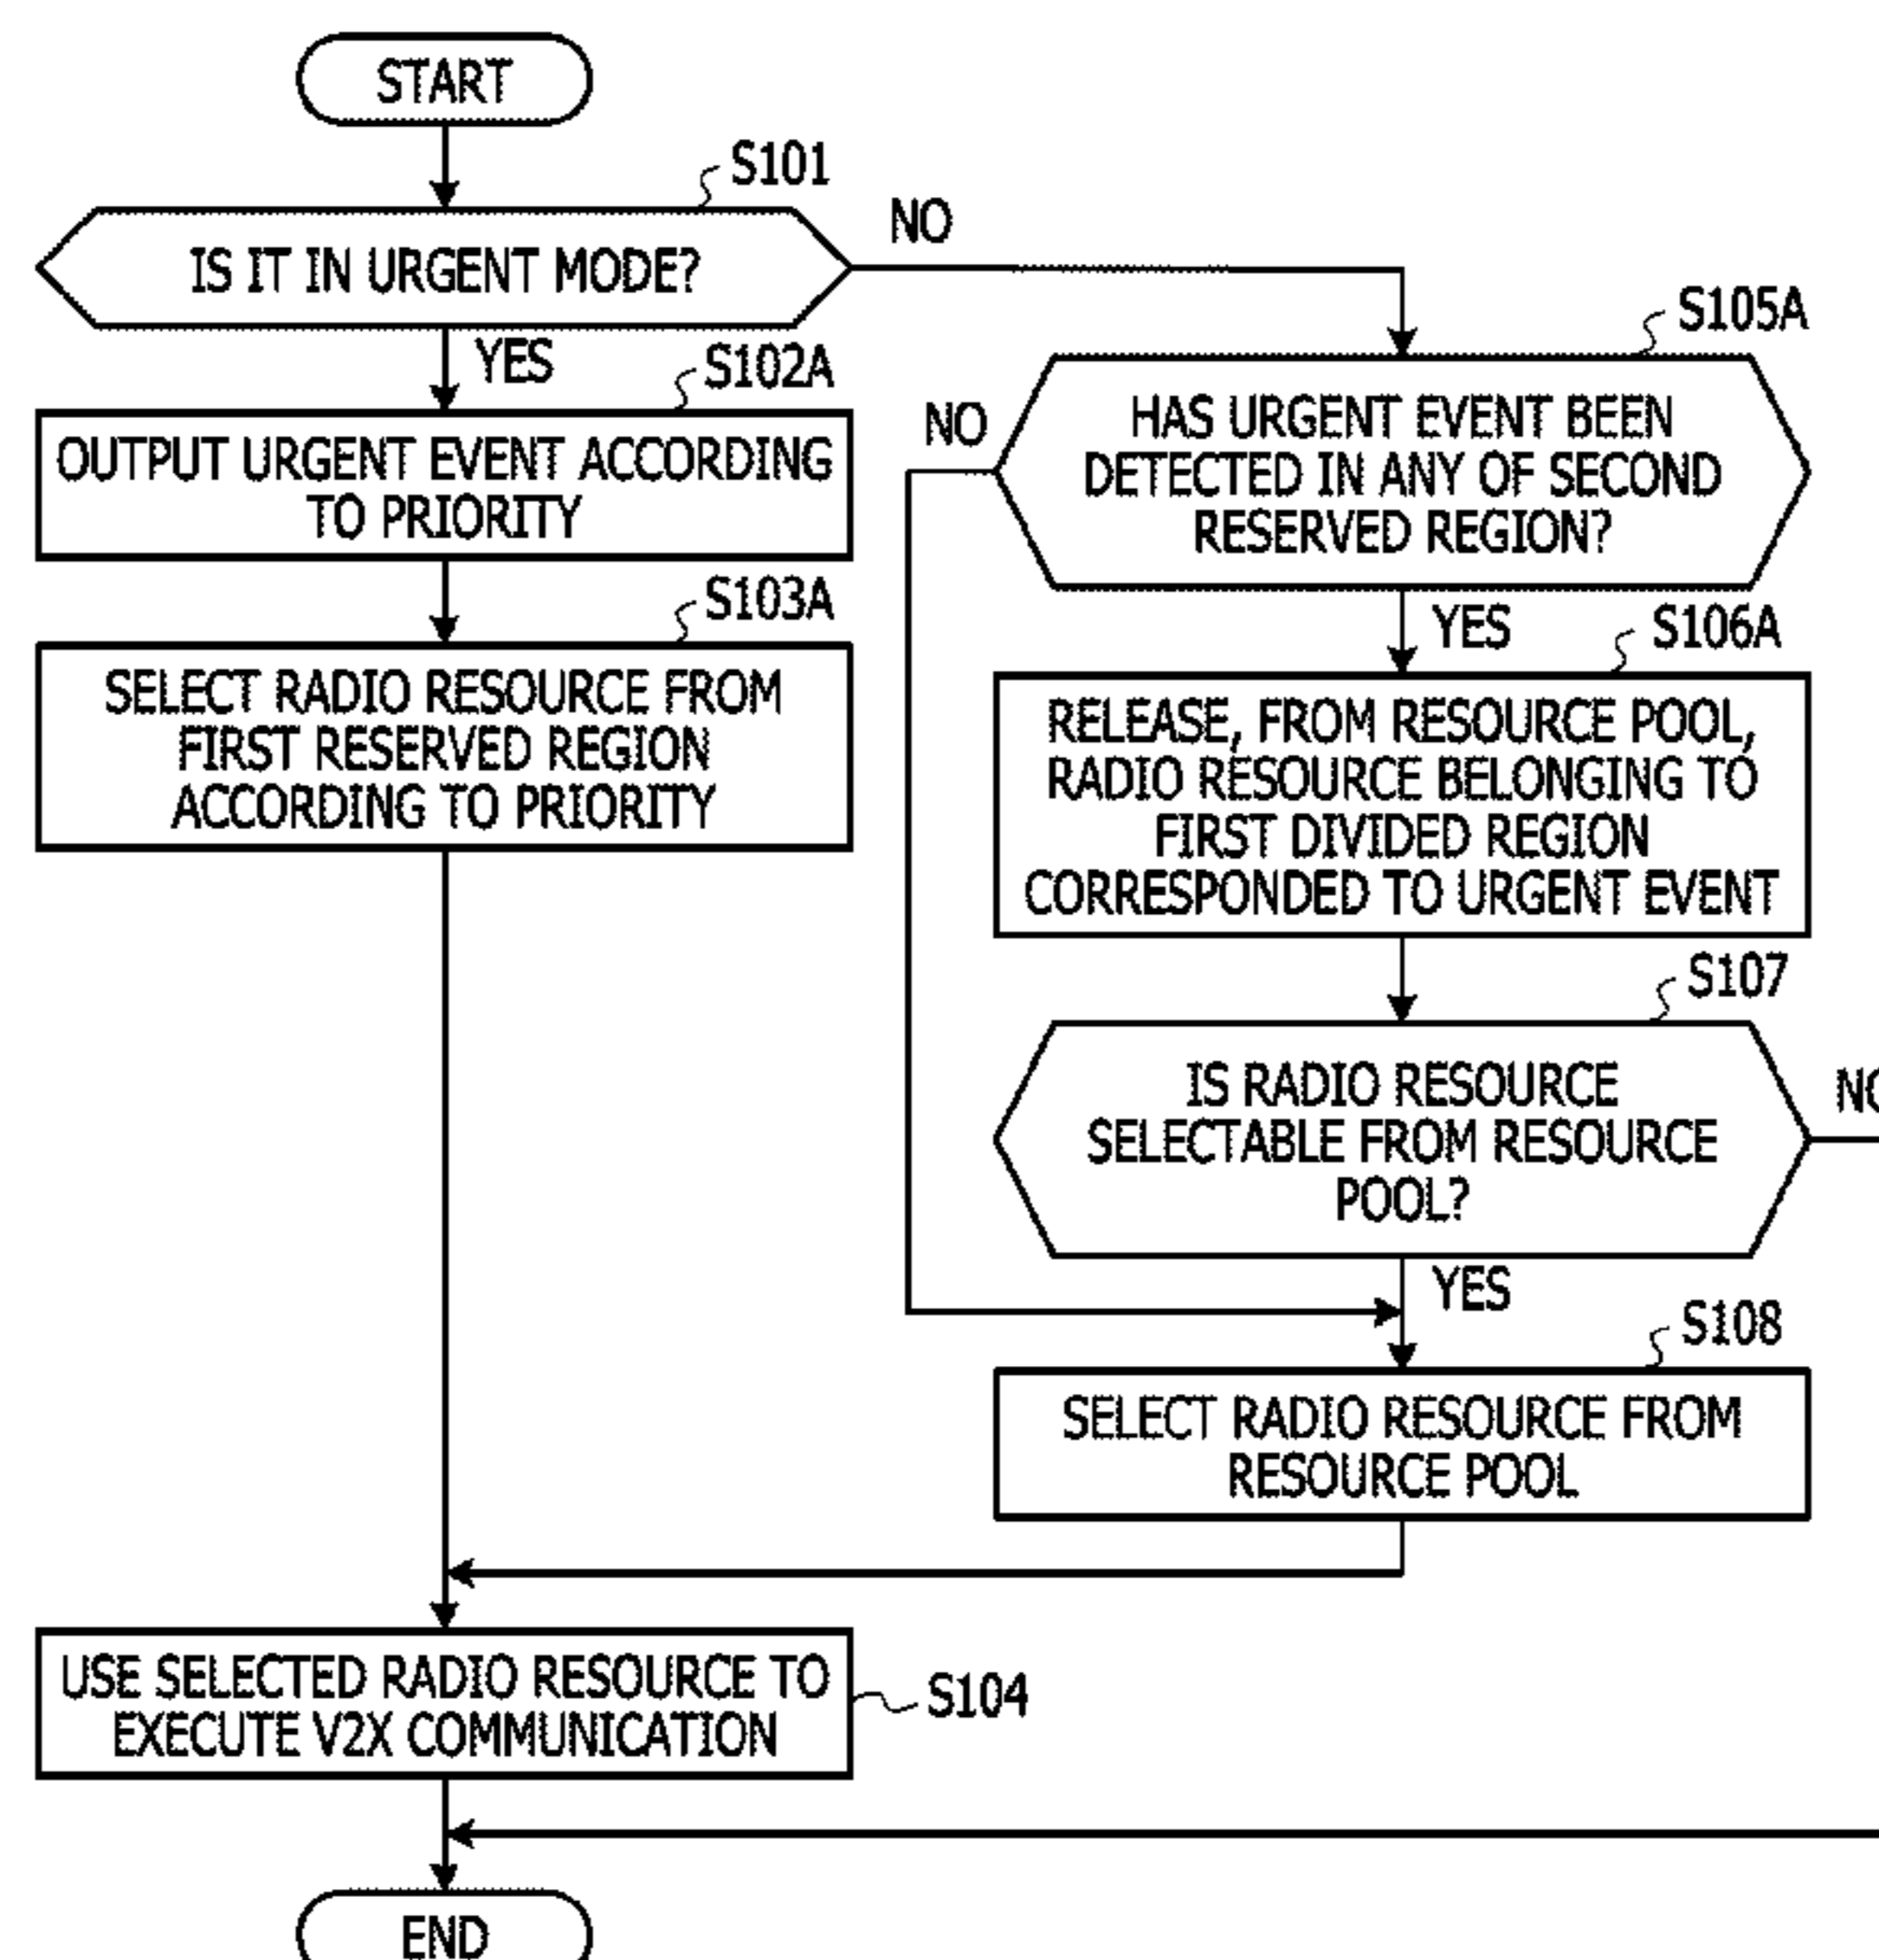 START
S101
IS IT IN URGENT MODE?
NO
YES
S102A
OUTPUT URGENT EVENT ACCORDING
TO PRIORITY
S103A
SELECT RADIO RESOURCE FROM
FIRST RESERVED REGION
ACCORDING TO PRIORITY
S105A
NO
HAS URGENT EVENT BEEN
DETECTED IN ANY OF SECOND
RESERVED REGION?
YES
S106A
RELEASE, FROM RESOURCE POOL,
RADIO RESOURCE BELONGING TO
FIRST DIVIDED REGION
CORRESPONDED TO URGENT EVENT
S107
IS RADIO RESOURCE
SELECTABLE FROM RESOURCE
POOL?
NO
YES
S108
SELECT RADIO RESOURCE FROM
RESOURCE POOL
USE SELECTED RADIO RESOURCE TO
EXECUTE V2X COMMUNICATION
S104
END